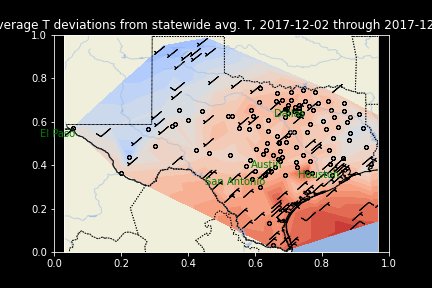 verage T deviations from statewide avg. T, 2017-12-02 through 2017-12
1.0
0.8
0.6
0.4
0.2
0.0
El Paso
Dallas
Austin
Houston
San Antonio
0.0 0.2 0.4 0.6 0.8 1.0